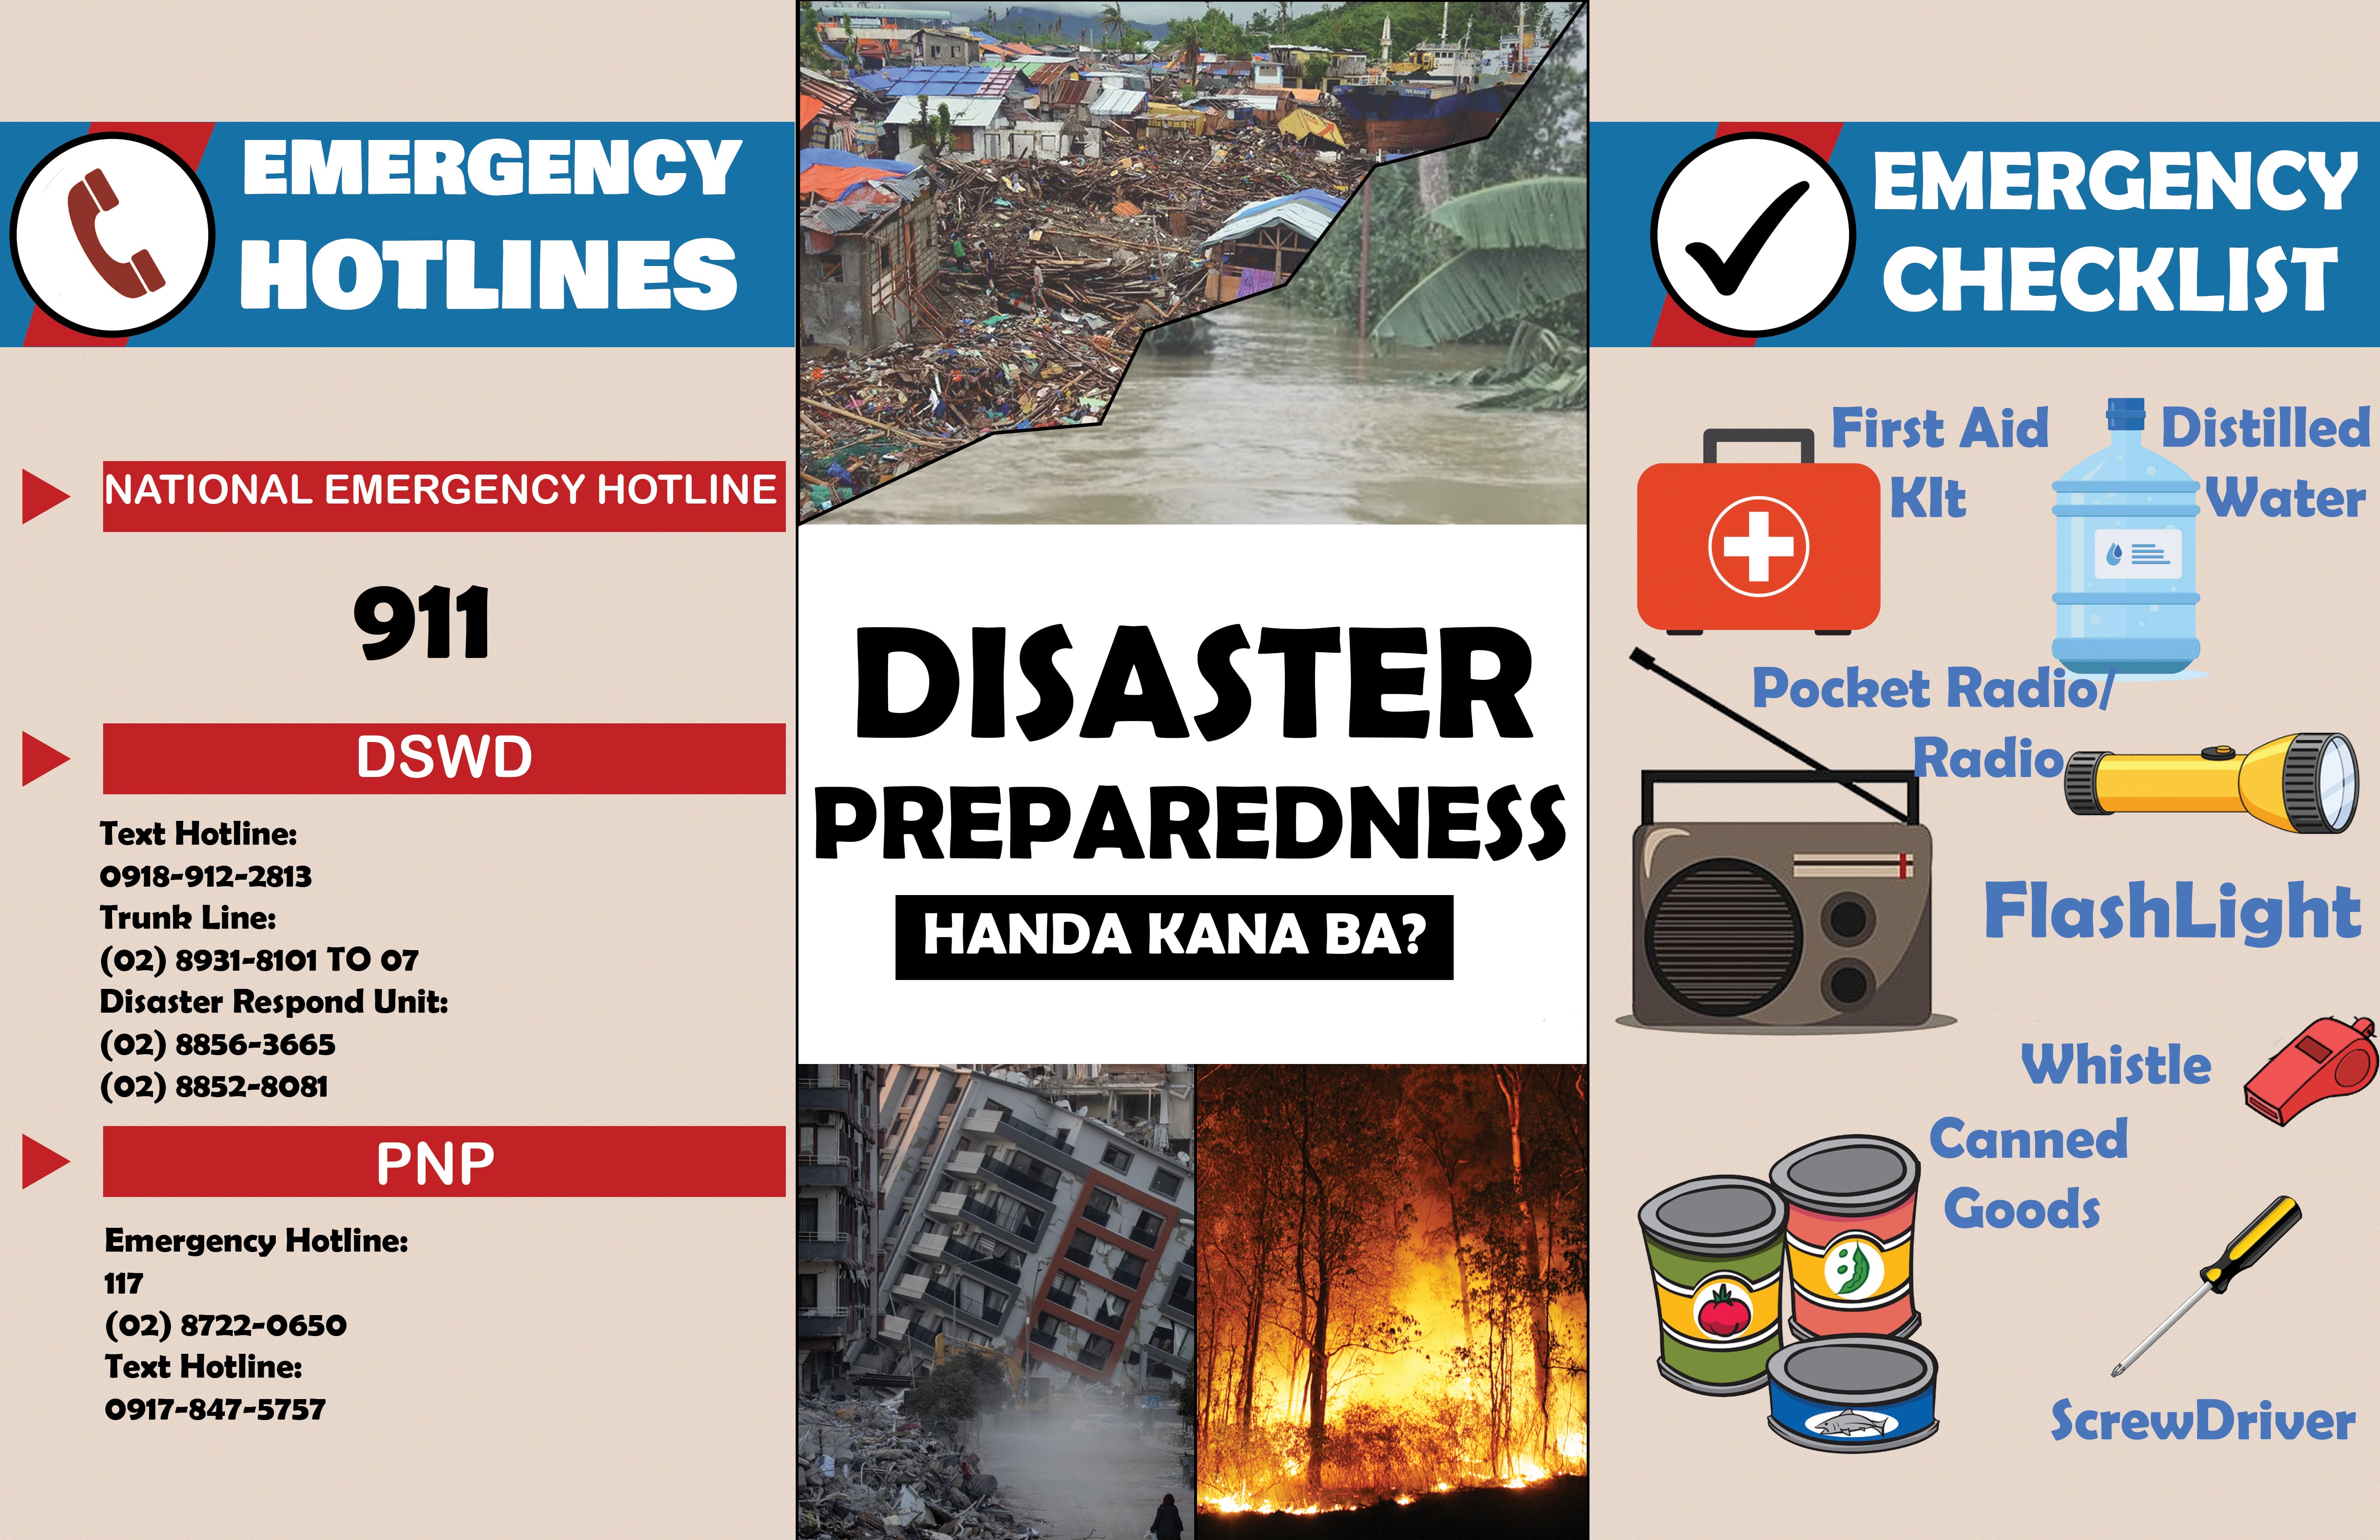 EMERGENCY
HOTLINES
NATIONAL EMERGENCY HOTLINE
911
DSWD
Text Hotline:
0918-912-2813
Trunk Line:
(02) 8931-8101 TO 07
Disaster Respond Unit:
(02) 8856-3665
(02) 8852-8081
PNP
Emergency Hotline:
117
(02) 8722-0650
Text Hotline:
0917-847-5757
DISASTER
PREPAREDNESS
HANDA KANA BA?
EMERGENCY
CHECKLIST
First Aid
KIt
Distilled
Water
Pocket Radio/
Radio
FlashLight
Whistle
Canned
Goods
ScrewDriver